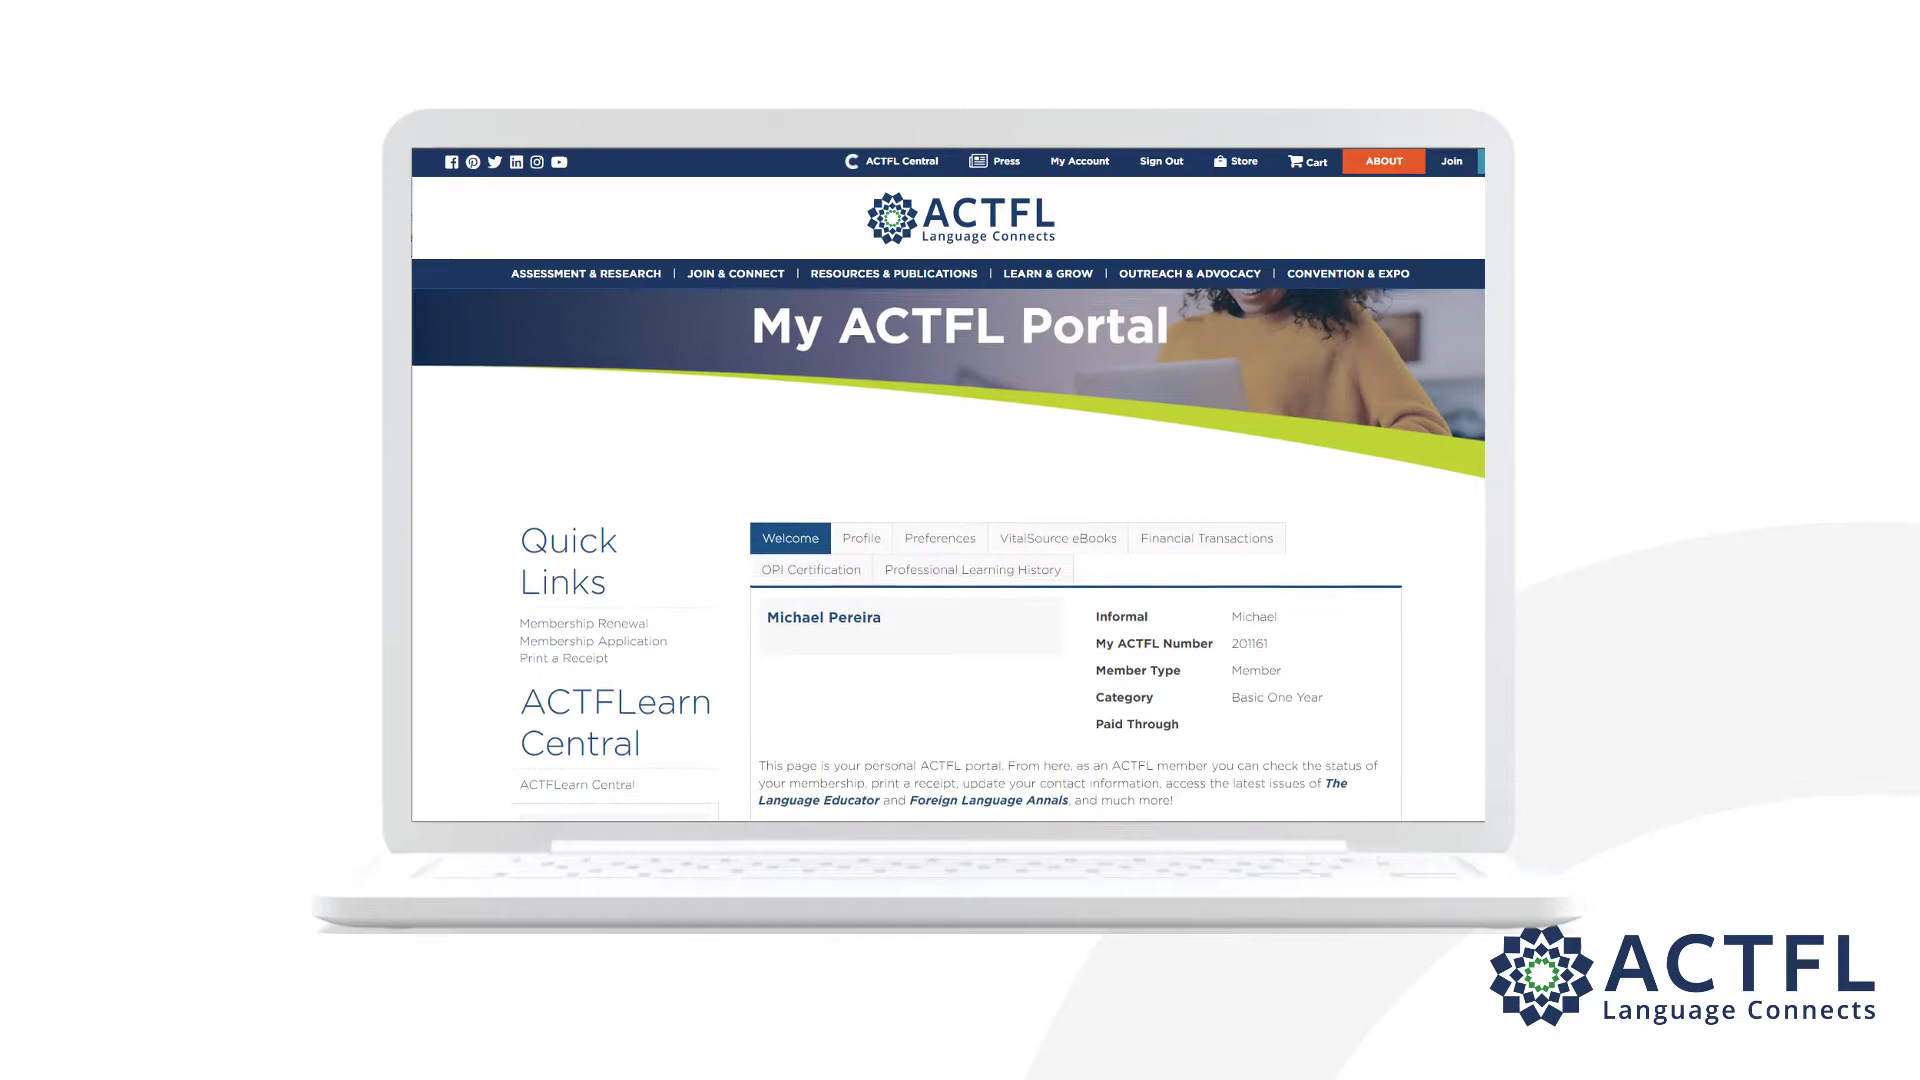 ACTFL Central Press My Account Sign Out Store Cart ABOUT Join
ACTFL
Language Connects
ASSESSMENT & RESEARCH | JOIN & CONNECT | RESOURCES & PUBLICATIONS | LEARN & GROW | OUTREACH & ADVOCACY | CONVENTION & EXPO
My ACTFL Portal
Quick
Links
Membership Renewal
Membership Application
Print a Receipt
ACTFLearn
Central
ACTFLearn Central
Welcome Profile Preferences VitalSource eBooks Financial Transactions
OPI Certification Professional Learning History
Michael Pereira
Informal Michael
My ACTFL Number 201161
Member Type Member
Category Basic One Year
Paid Through
This page is your personal ACTFL portal. From here, as an ACTFL member you can check the status of
your membership, print a receipt, update your contact information, access the latest issues of The
Language Educator and Foreign Language Annals, and much more!
ACTFL
Language Connects